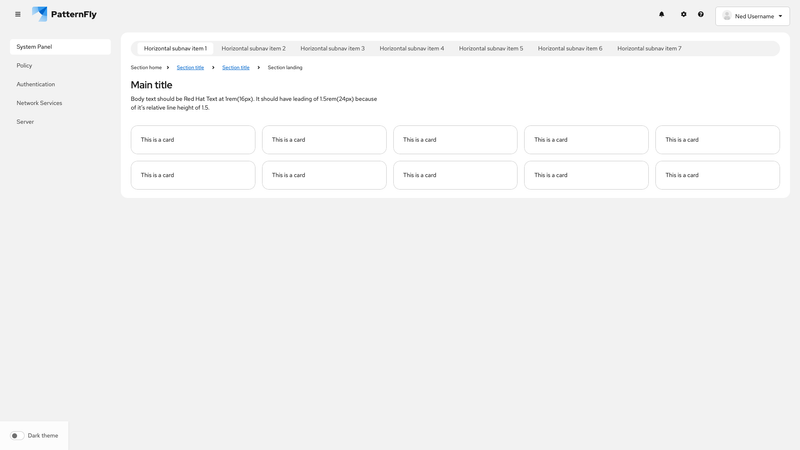 PatternFly
Ned Username
System Panel
Policy
Authentication
Network Services
Server
Horizontal subnav item 1 Horizontal subnav item 2 Horizontal subnav item 3 Horizontal subnav item 4 Horizontal subnav item 5 Horizontal subnav item 6 Horizontal subnav item 7
Section home Section title Section title Section landing
Main title
Body text should be Red Hat Text at 1rem(16px). It should have leading of 1.5rem(24px) because
of it's relative line height of 1.5.
This is a card This is a card This is a card This is a card This is a card
This is a card This is a card This is a card This is a card This is a card
Dark theme